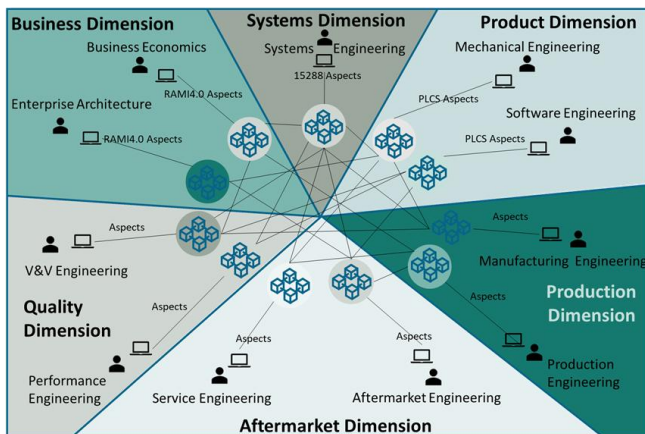 Business Dimension
Business Economics
RAMI4.0 Aspects
Enterprise Architecture
RAMI4.0 Aspects
Systems Dimension
Systems Engineering
15288 Aspects
Product Dimension
Mechanical Engineering
PLCS Aspects
Software Engineering
PLCS Aspects
Aspects
V&V Engineering
Quality
Dimension
Aspects
Performance
Engineering
Aspects
Service Engineering
Aspects
Aftermarket Engineering
Aftermarket Dimension
Aspects
Manufacturing Engineering
Production
Dimension
Aspects
Production
Engineering